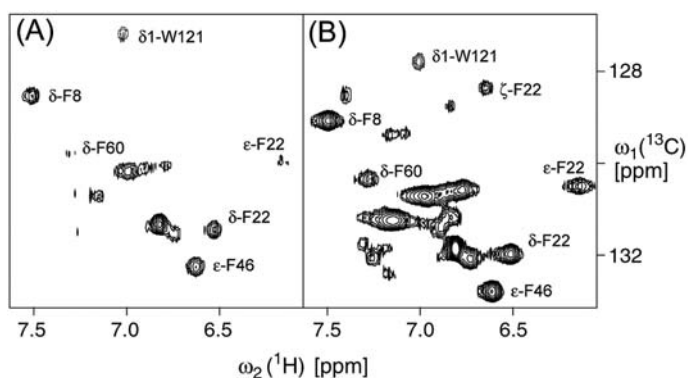 (A)
(B)
δ1-W121
δ1-W121
128
ζ-F22
δ-F8
δ-F8
ω₁(¹³C)
[ppm]
δ-F60
ε-F22
δ-F60
ε-F22
δ-F22
δ-F22
132
ε-F46
ε-F46
7.5 7.0 6.5 7.5 7.0 6.5
ω₂(¹H) [ppm]